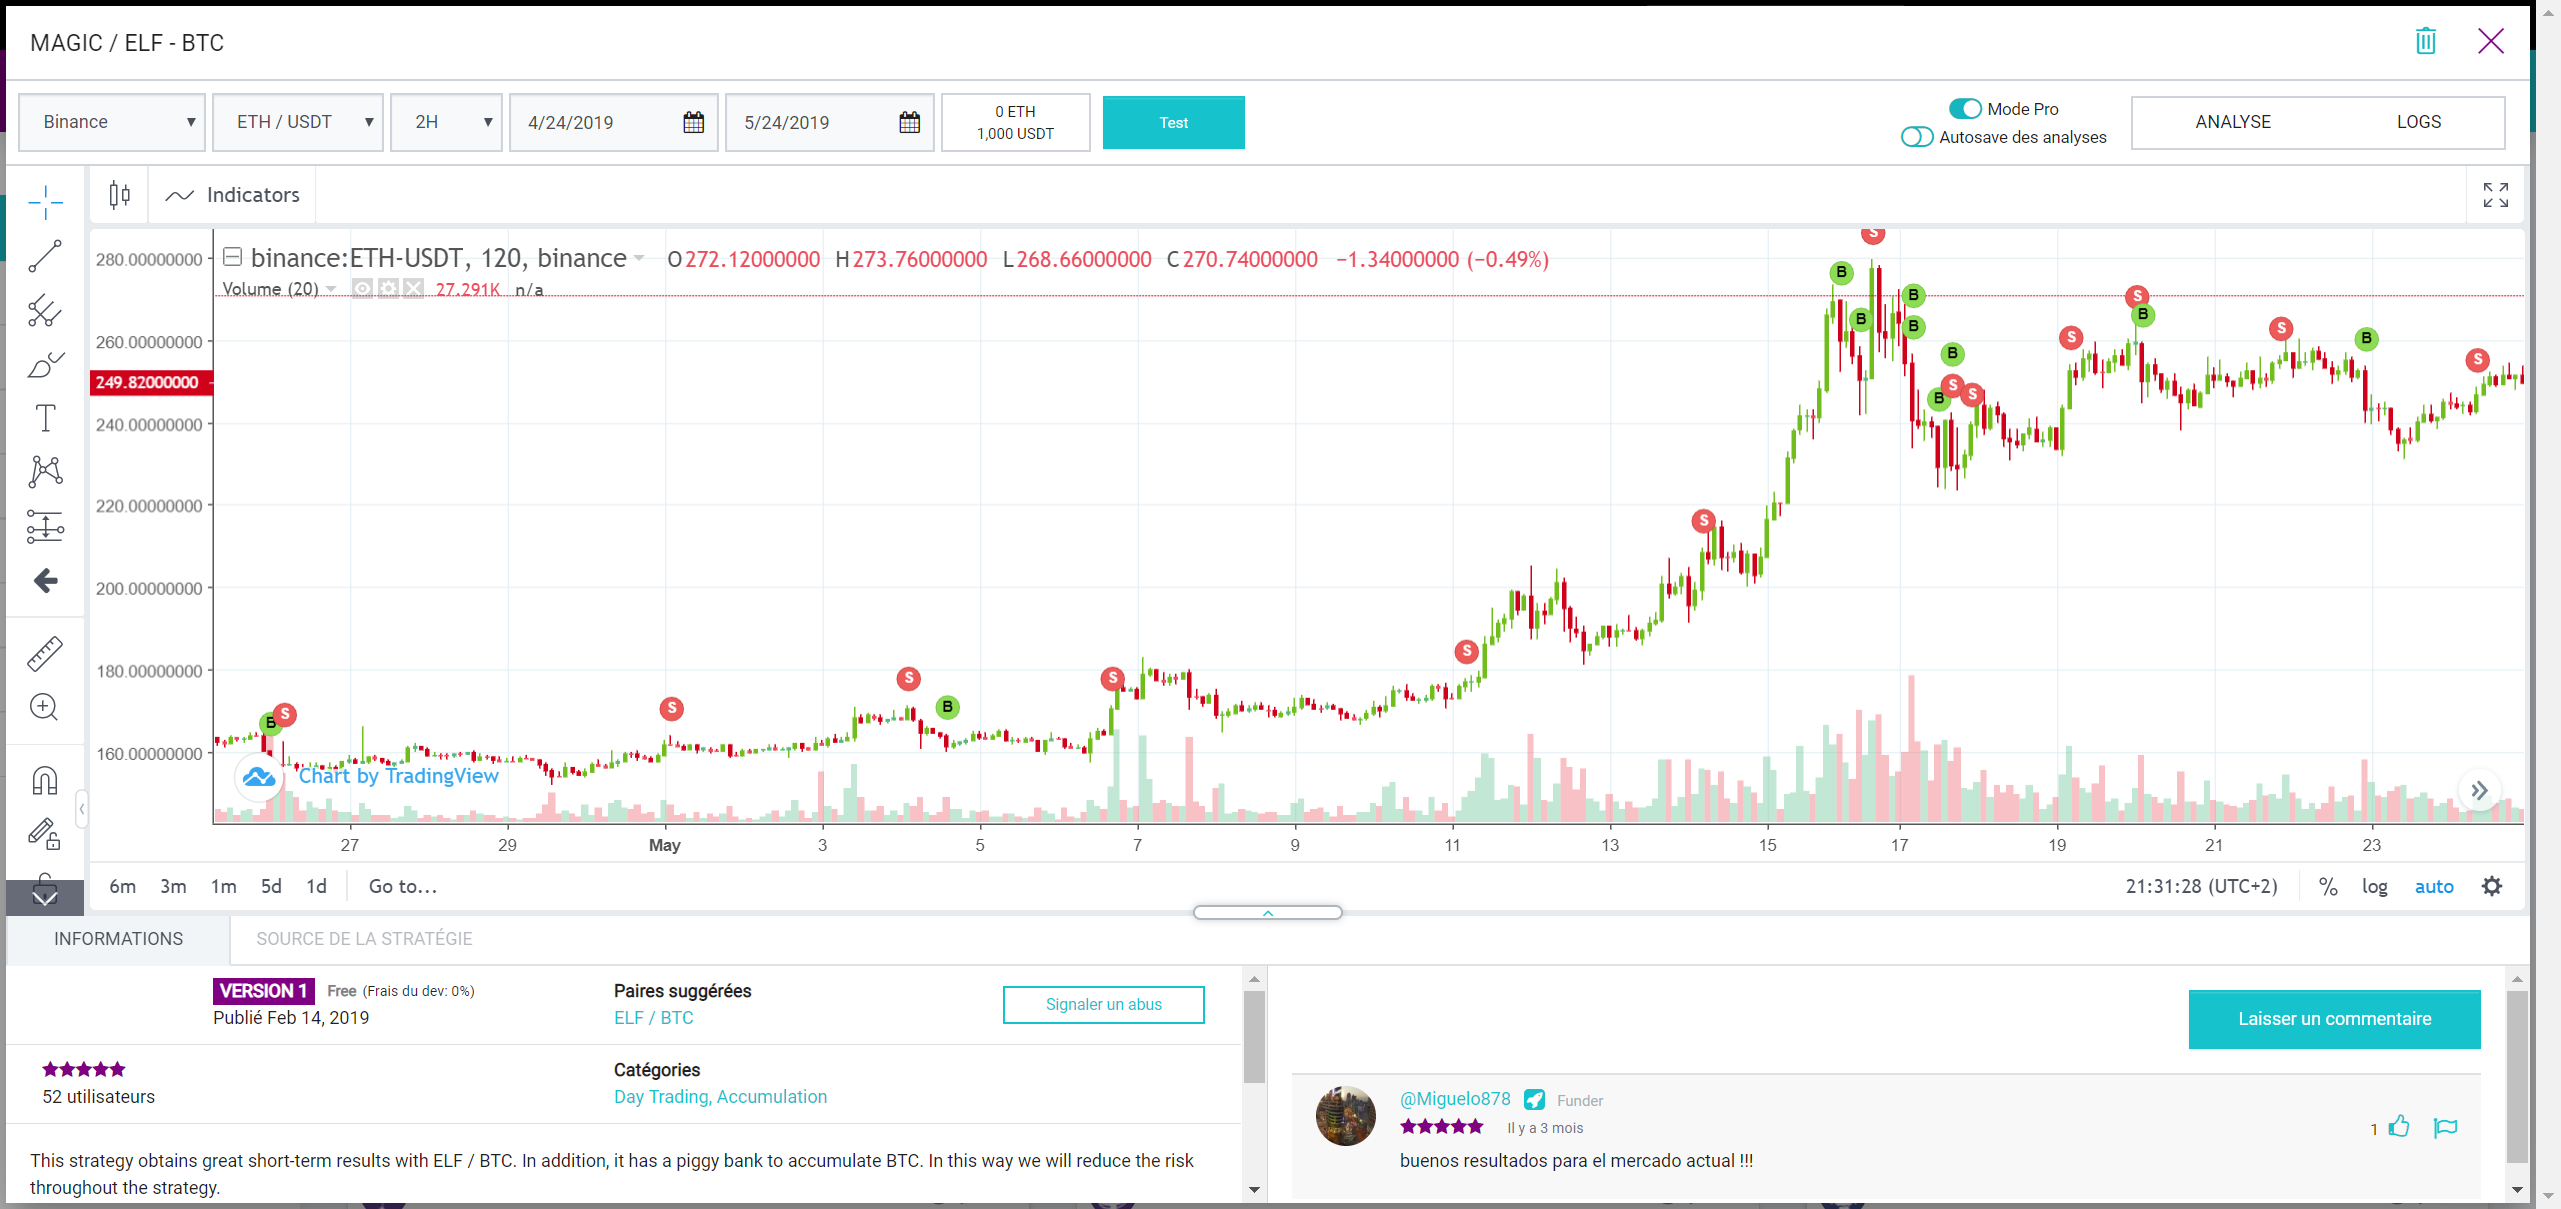 MAGIC / ELF - BTC
Binance
ETH / USDT
2H
4/24/2019
5/24/2019
0 ETH
1,000 USDT
Test
Mode Pro
Autosave des analyses
ANALYSE
LOGS
Indicators
binance:ETH-USDT, 120, binance
O272.12000000 H273.76000000 L268.66000000 C270.74000000 −1.34000000 (−0.49%)
Volume (20)
27.291K n/a
280.00000000
260.00000000
249.82000000
240.00000000
220.00000000
200.00000000
180.00000000
160.00000000
B
S
S
S
B
S
S
S
B
B
S
B
B
B
B
S
S
S
S
B
S
B
S
Chart by TradingView
27
29
May
3
5
7
9
11
13
15
17
19
21
23
6m 3m 1m 5d 1d
Go to...
21:31:28 (UTC+2)
% log auto
INFORMATIONS
SOURCE DE LA STRATÉGIE
VERSION 1 Free (Frais du dev: 0%)
Publié Feb 14, 2019
Paires suggérées
ELF / BTC
Signaler un abus
52 utilisateurs
Catégories
Day Trading, Accumulation
This strategy obtains great short-term results with ELF / BTC. In addition, it has a piggy bank to accumulate BTC. In this way we will reduce the risk
throughout the strategy.
Laisser un commentaire
@Miguelo878 Funder
Il y a 3 mois
1
buenos resultados para el mercado actual !!!